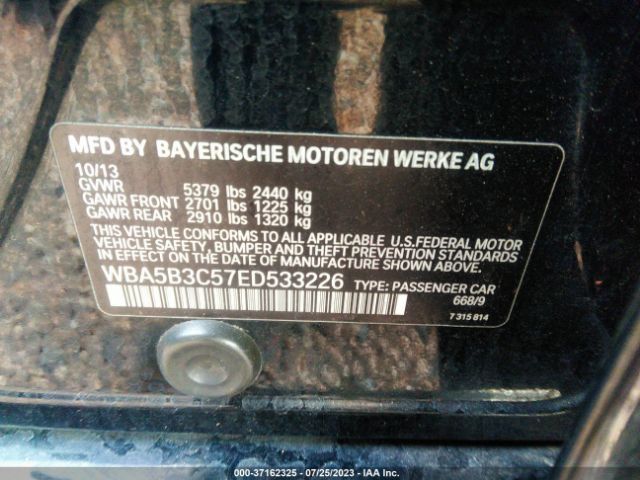 MFD BY BAYERISCHE MOTOREN WERKE AG
10/13
GVWR 5379 lbs 2440 kg
GAWR FRONT 2701 lbs 1225 kg
GAWR REAR 2910 lbs 1320 kg
THIS VEHICLE CONFORMS TO ALL APPLICABLE U.S.FEDERAL MOTOR
VEHICLE SAFETY, BUMPER, AND THEFT PREVENTION STANDARDS
IN EFFECT ON THE DATE OF MANUFACTURE SHOWN ABOVE.
WBA5B3C57ED533226 TYPE: PASSENGER CAR
668/9
7 315 814
000-37162325 - 07/25/2023 - IAA Inc.